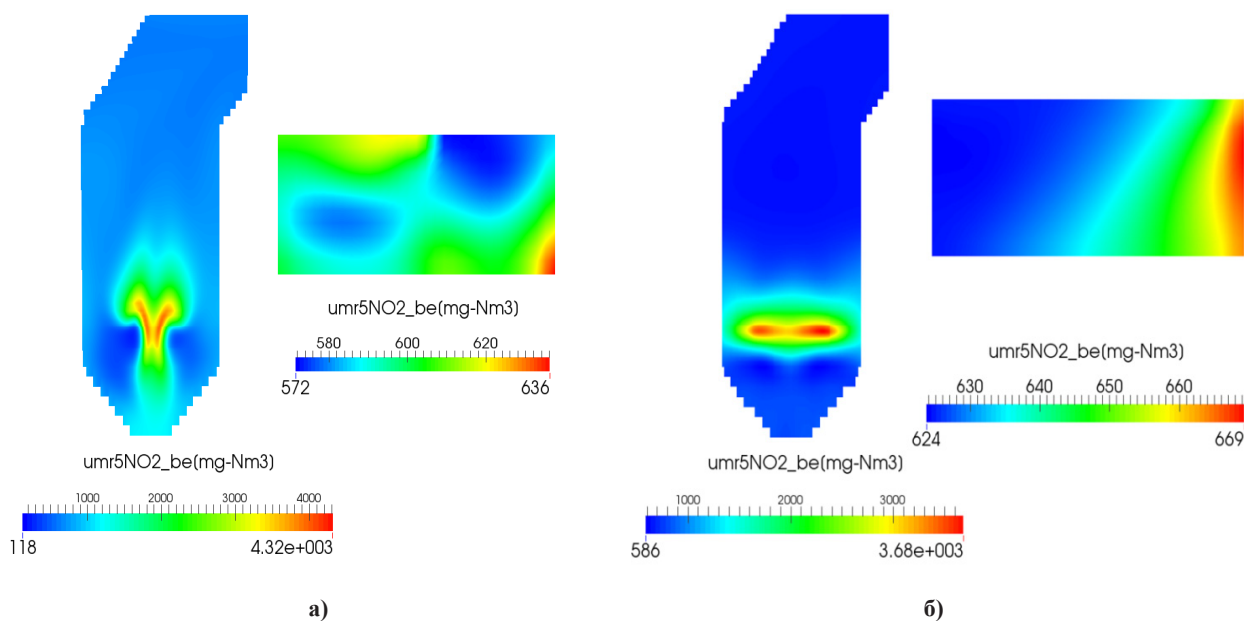 umr5NO2_be(mg-Nm3)
580 600 620
572 636
umr5NO2_be(mg-Nm3)
1000 2000 3000 4000
118 4.32e+003
а)
umr5NO2_be(mg-Nm3)
630 640 650 660
624 669
umr5NO2_be(mg-Nm3)
1000 2000 3000
586 3.68e+003
б)